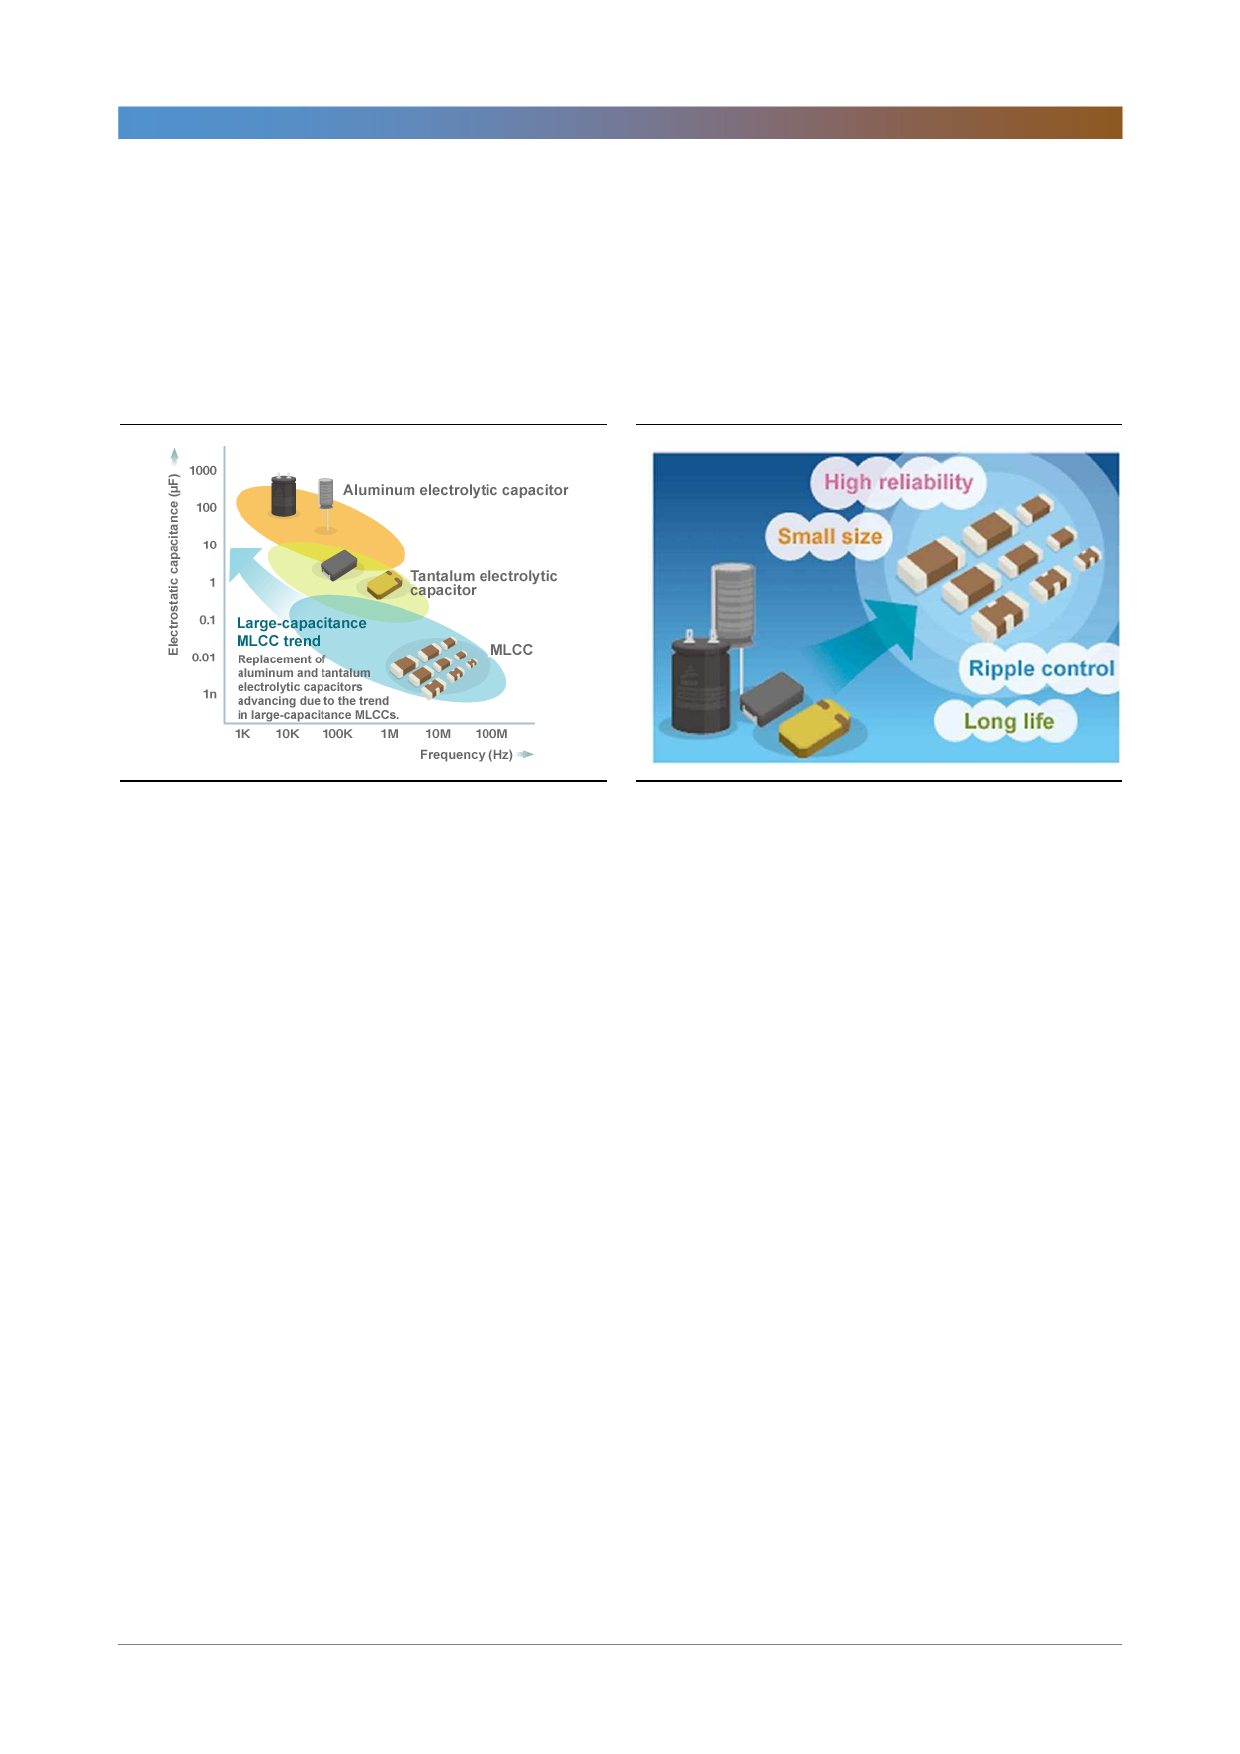 Electrostatic capacitance (µF)
1000
100
10
1
0.1
0.01
1n
Aluminum electrolytic capacitor
Tantalum electrolytic
capacitor
MLCC
Large-capacitance
MLCC trend
Replacement of
aluminum and tantalum
electrolytic capacitors
advancing due to the trend
in large-capacitance MLCCs.
1K 10K 100K 1M 10M 100M
Frequency (Hz)
High reliability
Small size
Ripple control
Long life